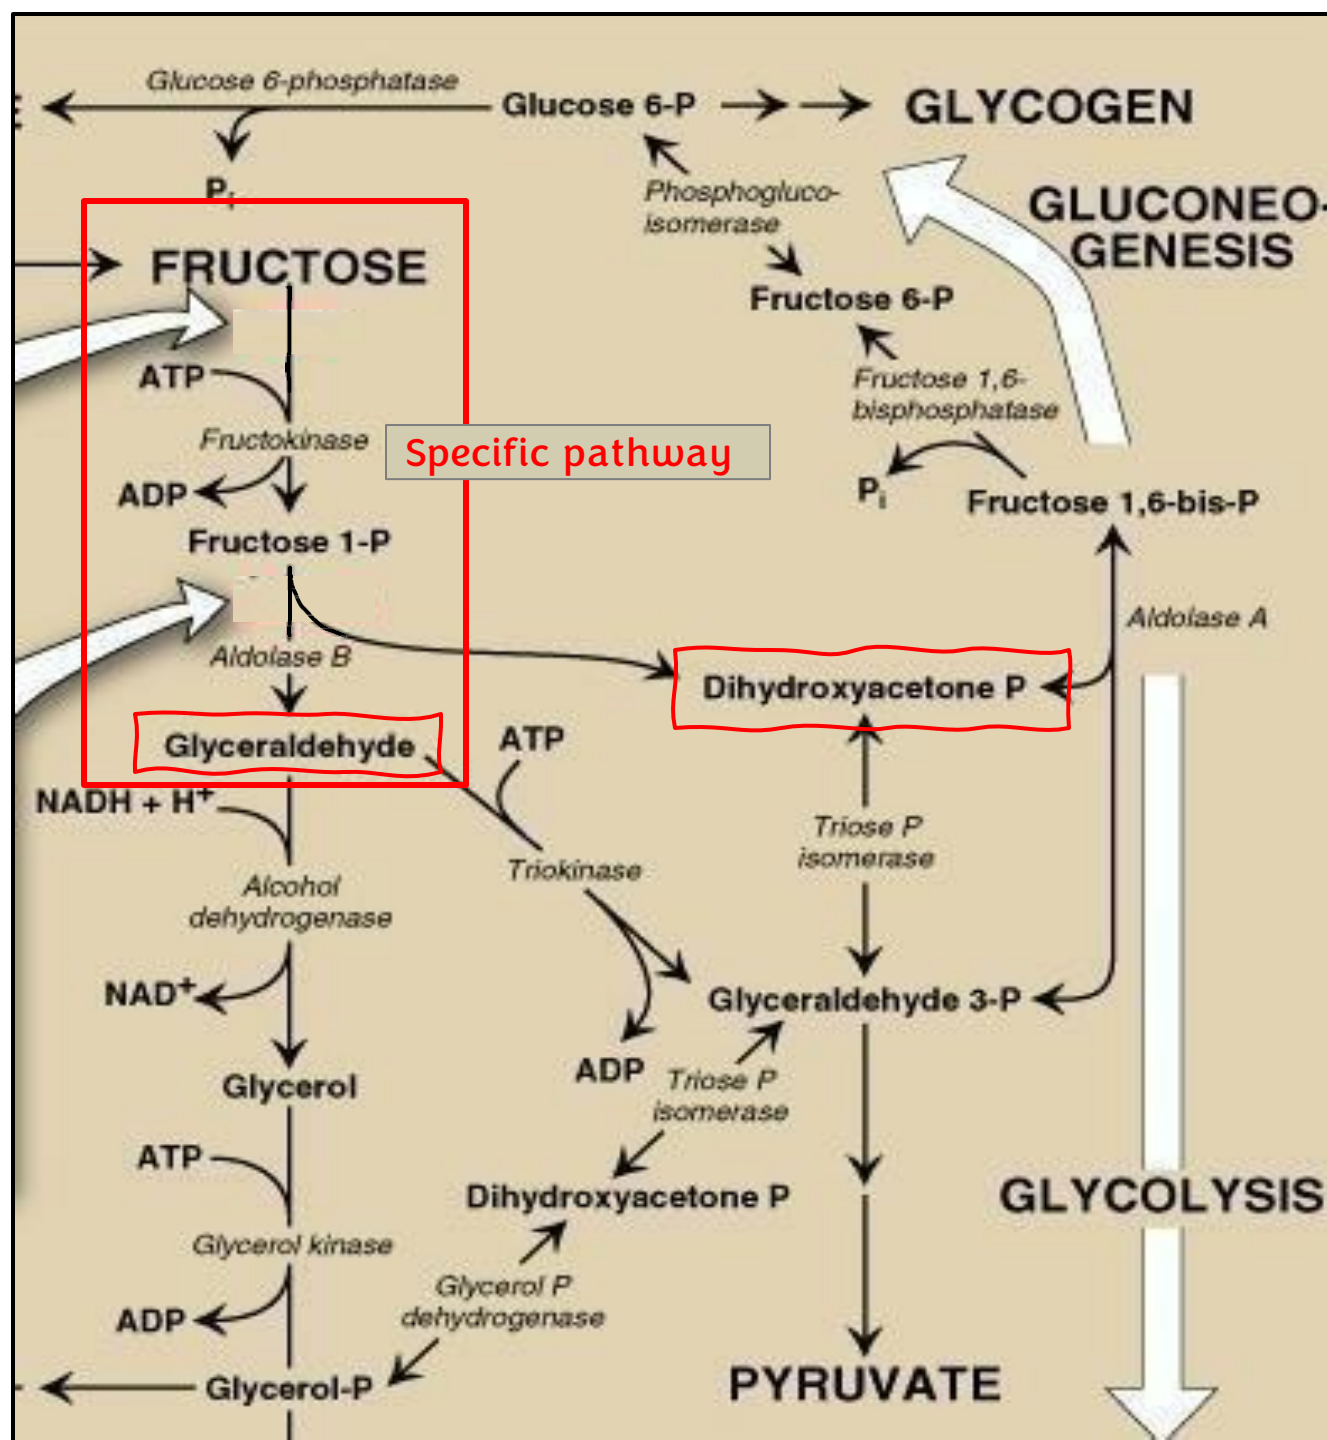 Glucose 6-phosphatase
Glucose 6-P
GLYCOGEN
Pi
Phosphogluco-
isomerase
GLUCONEO-
GENESIS
FRUCTOSE
Fructose 6-P
ATP
Fructose 1,6-
bisphosphatase
Fructokinase
Specific pathway
ADP
Pi
Fructose 1,6-bis-P
Fructose 1-P
Aldolase A
Aldolase B
Dihydroxyacetone P
Glyceraldehyde
ATP
NADH + H+
Triose P
isomerase
Triokinase
Alcohol
dehydrogenase
NAD+
Glyceraldehyde 3-P
ADP
Triose P
isomerase
Glycerol
ATP
Dihydroxyacetone P
GLYCOLYSIS
Glycerol kinase
Glycerol P
dehydrogenase
ADP
Glycerol-P
PYRUVATE